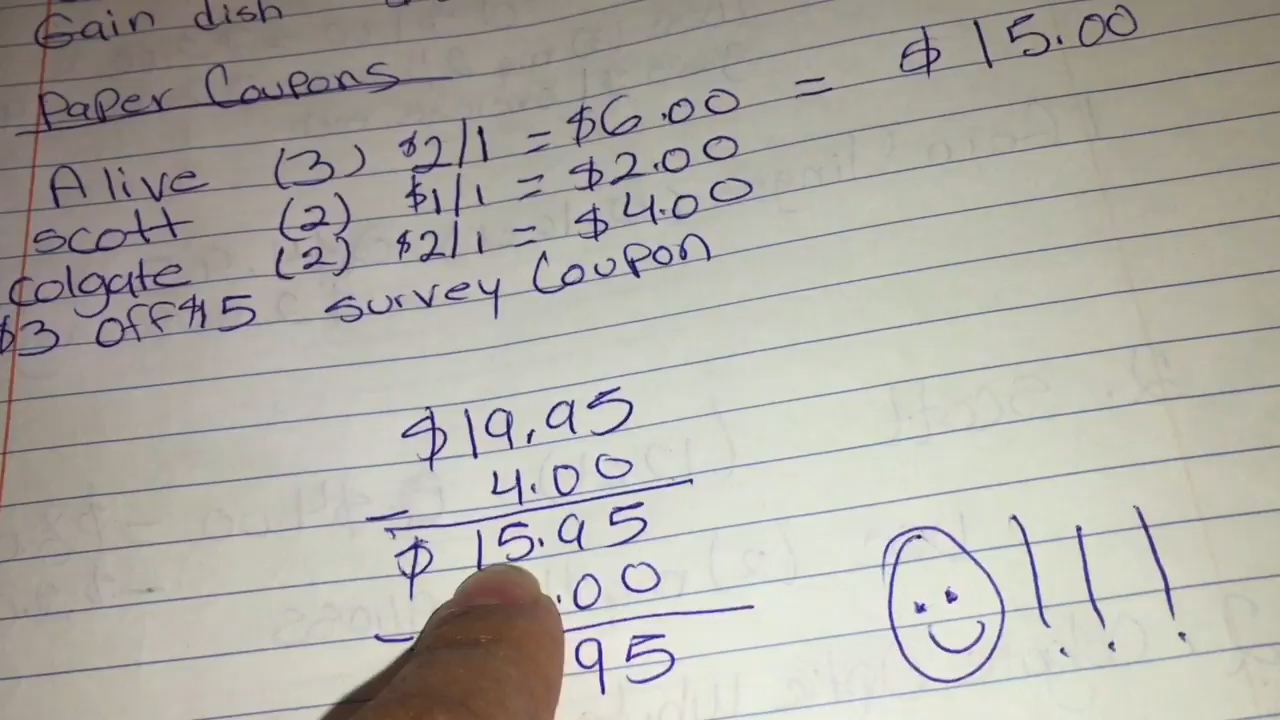 Gain dish
Paper Coupons
Alive (3) $2/1 = $6.00 = $15.00
Scott (2) $1/1 = $2.00
Colgate (2) $2/1 = $4.00
$3 off $15 survey Coupon
$19.95
- 4.00
$15.95
- .00
95
!!!